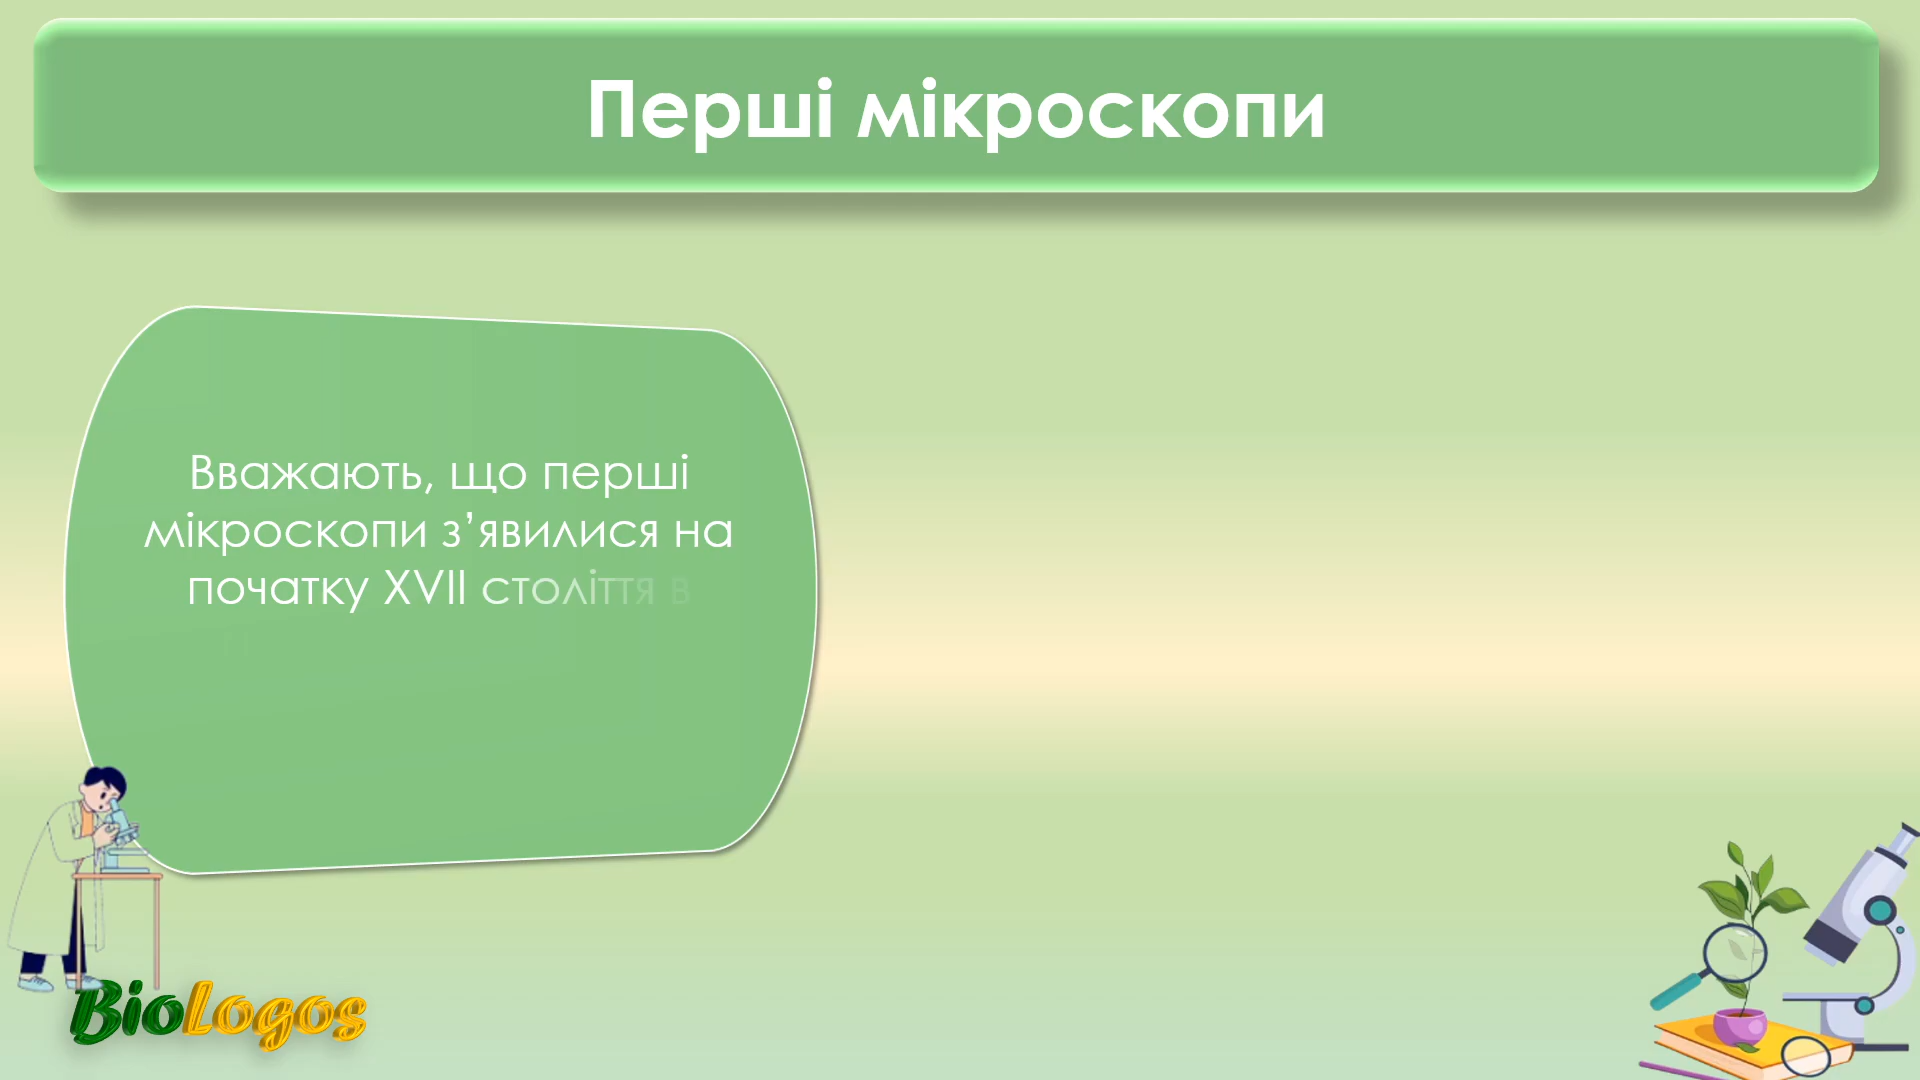 Перші мікроскопи
Вважають, що перші
мікроскопи з’явилися на
початку XVII століття в
BioLogos